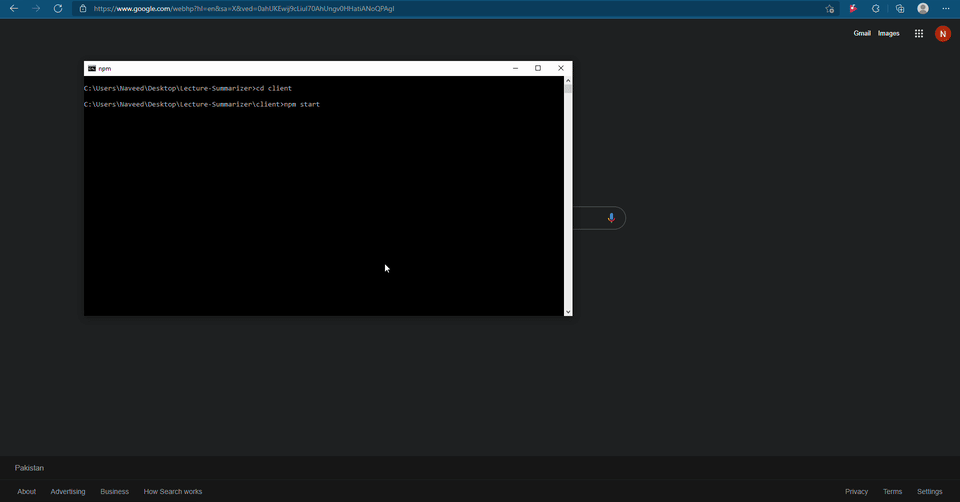 https://www.google.com/webhp?hl=en&sa=X&ved=0ahUKEwij9cLiuI70AhUngv0HHatiANoQPAgI
Gmail Images
N
npm
C:\Users\Naveed\Desktop\Lecture-Summarizer>cd client
C:\Users\Naveed\Desktop\Lecture-Summarizer\client>npm start
Pakistan
About Advertising Business How Search works
Privacy Terms Settings